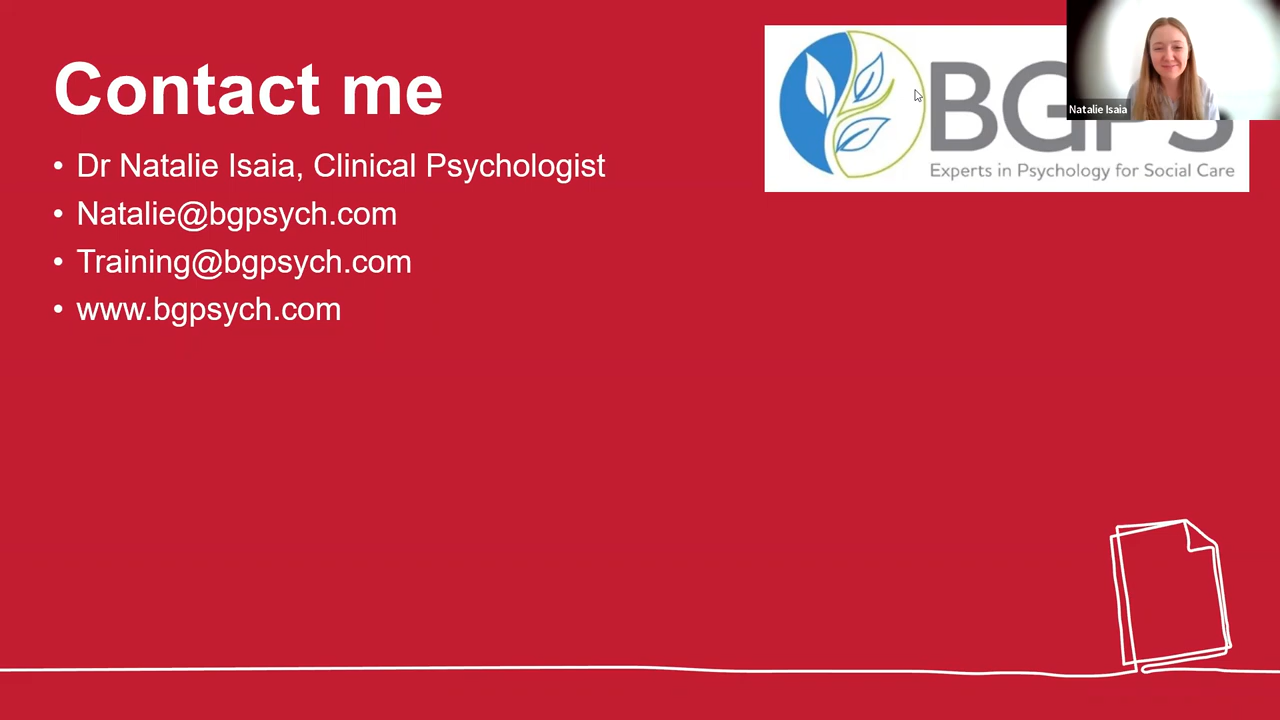 Contact me
• Dr Natalie Isaia, Clinical Psychologist
• Natalie@bgpsych.com
• Training@bgpsych.com
• www.bgpsych.com
BGPS
Experts in Psychology for Social Care
Natalie Isaia